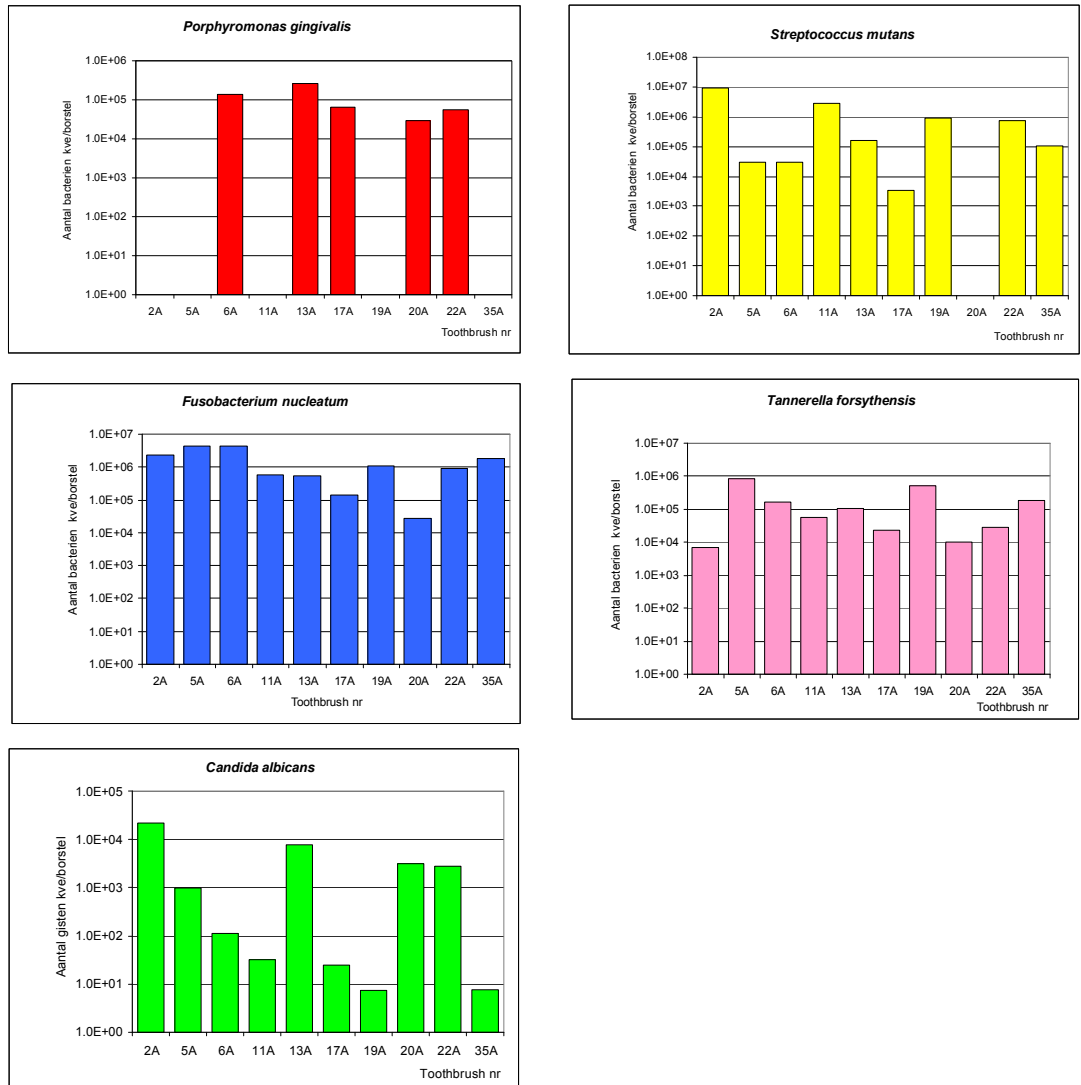 Porphyromonas gingivalis
Aantal bacterien kve/borstel
1.0E+06
1.0E+05
1.0E+04
1.0E+03
1.0E+02
1.0E+01
1.0E+00
2A 5A 6A 11A 13A 17A 19A 20A 22A 35A
Toothbrush nr
Streptococcus mutans
Aantal bacterien kve/borstel
1.0E+08
1.0E+07
1.0E+06
1.0E+05
1.0E+04
1.0E+03
1.0E+02
1.0E+01
1.0E+00
2A 5A 6A 11A 13A 17A 19A 20A 22A 35A
Toothbrush nr
Fusobacterium nucleatum
Aantal bacterien kve/borstel
1.0E+07
1.0E+06
1.0E+05
1.0E+04
1.0E+03
1.0E+02
1.0E+01
1.0E+00
2A 5A 6A 11A 13A 17A 19A 20A 22A 35A
Toothbrush nr
Tannerella forsythensis
Aantal bacterien kve/borstel
1.0E+07
1.0E+06
1.0E+05
1.0E+04
1.0E+03
1.0E+02
1.0E+01
1.0E+00
2A 5A 6A 11A 13A 17A 19A 20A 22A 35A
Toothbrush nr
Candida albicans
Aantal gisten kve/borstel
1.0E+05
1.0E+04
1.0E+03
1.0E+02
1.0E+01
1.0E+00
2A 5A 6A 11A 13A 17A 19A 20A 22A 35A
Toothbrush nr